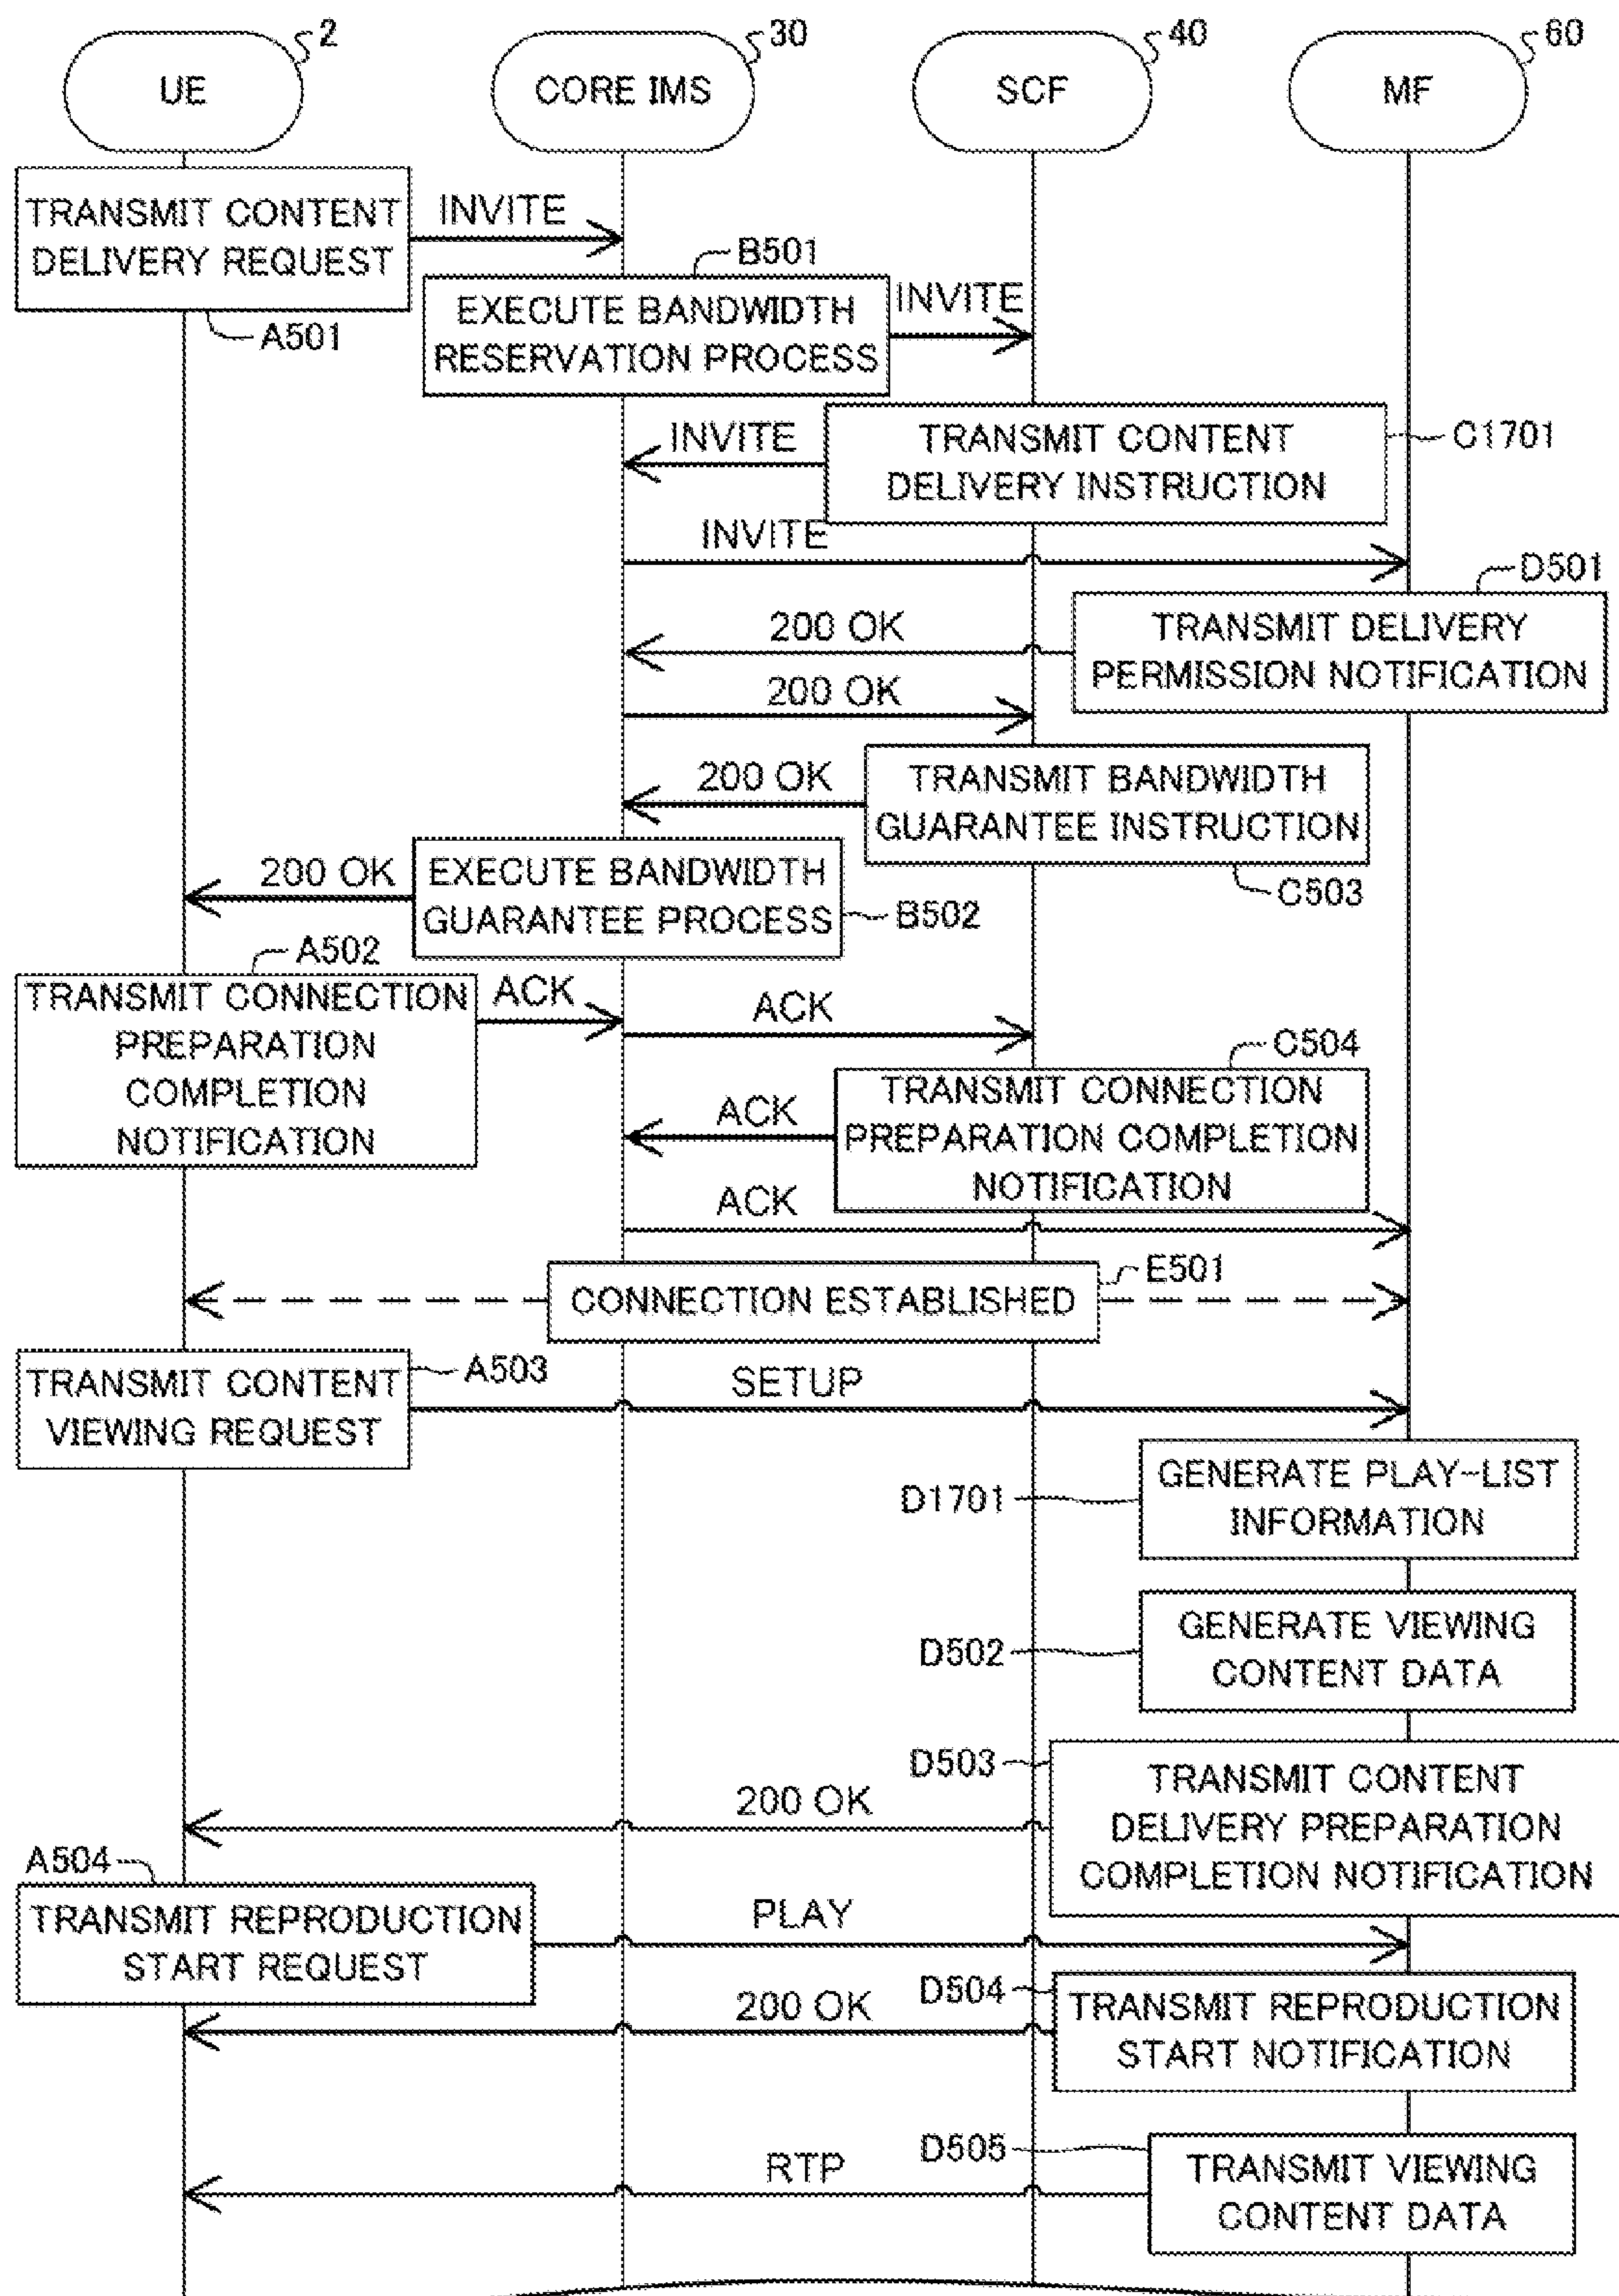 2
30
40
60
UE
CORE IMS
SCF
MF
TRANSMIT CONTENT
DELIVERY REQUEST
A501
INVITE
B501
EXECUTE BANDWIDTH
RESERVATION PROCESS
INVITE
TRANSMIT CONTENT
DELIVERY INSTRUCTION
C1701
INVITE
INVITE
D501
TRANSMIT DELIVERY
PERMISSION NOTIFICATION
200 OK
200 OK
TRANSMIT BANDWIDTH
GUARANTEE INSTRUCTION
C503
200 OK
EXECUTE BANDWIDTH
GUARANTEE PROCESS
B502
200 OK
A502
TRANSMIT CONNECTION
PREPARATION
COMPLETION
NOTIFICATION
ACK
ACK
C504
TRANSMIT CONNECTION
PREPARATION COMPLETION
NOTIFICATION
ACK
ACK
E501
CONNECTION ESTABLISHED
A503
TRANSMIT CONTENT
VIEWING REQUEST
SETUP
D1701
GENERATE PLAY-LIST
INFORMATION
D502
GENERATE VIEWING
CONTENT DATA
D503
TRANSMIT CONTENT
DELIVERY PREPARATION
COMPLETION NOTIFICATION
200 OK
A504
TRANSMIT REPRODUCTION
START REQUEST
PLAY
D504
TRANSMIT REPRODUCTION
START NOTIFICATION
200 OK
D505
TRANSMIT VIEWING
CONTENT DATA
RTP